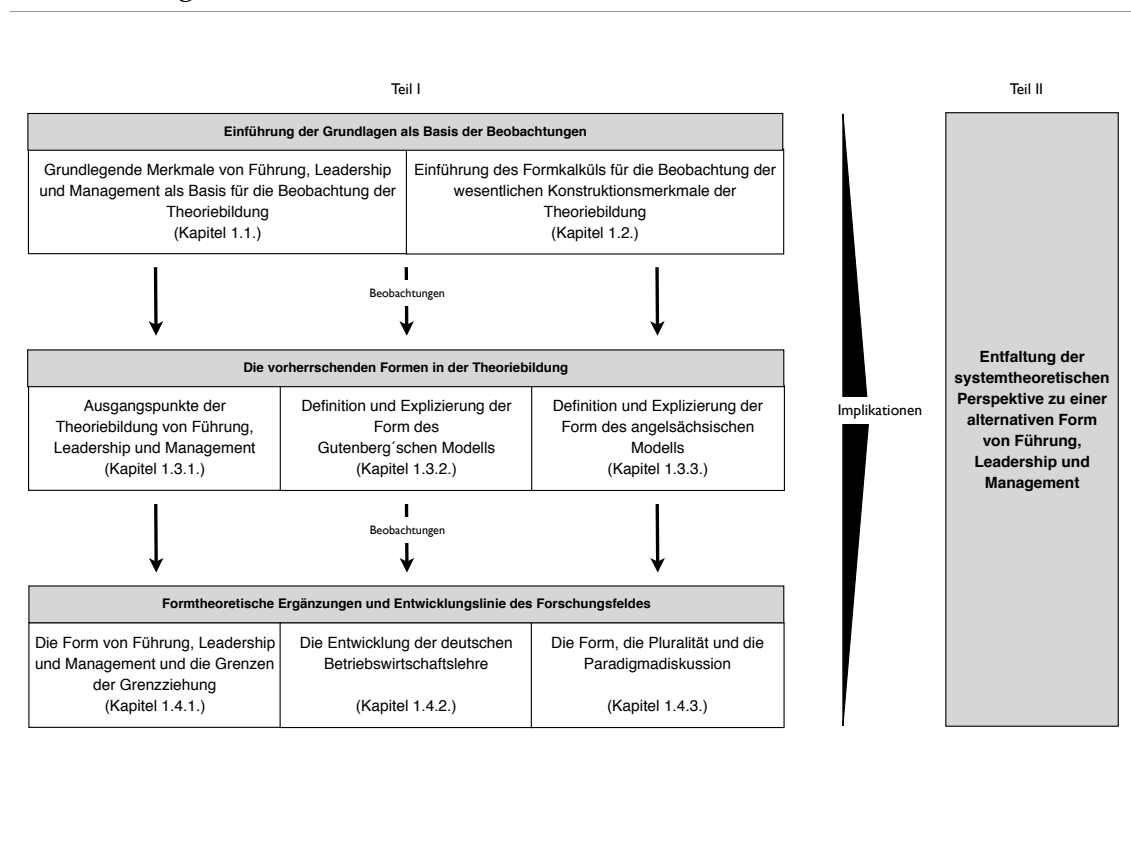 Teil I
Teil II
Einführung der Grundlagen als Basis der Beobachtungen
Grundlegende Merkmale von Führung, Leadership
und Management als Basis für die Beobachtung der
Theoriebildung
(Kapitel 1.1.)
Einführung des Formkalküls für die Beobachtung der
wesentlichen Konstruktionsmerkmale der
Theoriebildung
(Kapitel 1.2.)
Beobachtungen
Die vorherrschenden Formen in der Theoriebildung
Ausgangspunkte der
Theoriebildung von Führung,
Leadership und Management
(Kapitel 1.3.1.)
Definition und Explizierung der
Form des
Gutenberg´schen Modells
(Kapitel 1.3.2.)
Definition und Explizierung der
Form des angelsächsischen
Modells
(Kapitel 1.3.3.)
Beobachtungen
Formtheoretische Ergänzungen und Entwicklungslinie des Forschungsfeldes
Die Form von Führung, Leadership
und Management und die Grenzen
der Grenzziehung
(Kapitel 1.4.1.)
Die Entwicklung der deutschen
Betriebswirtschaftslehre
(Kapitel 1.4.2.)
Die Form, die Pluralität und die
Paradigmadiskussion
(Kapitel 1.4.3.)
Implikationen
Entfaltung der
systemtheoretischen
Perspektive zu einer
alternativen Form
von Führung,
Leadership und
Management